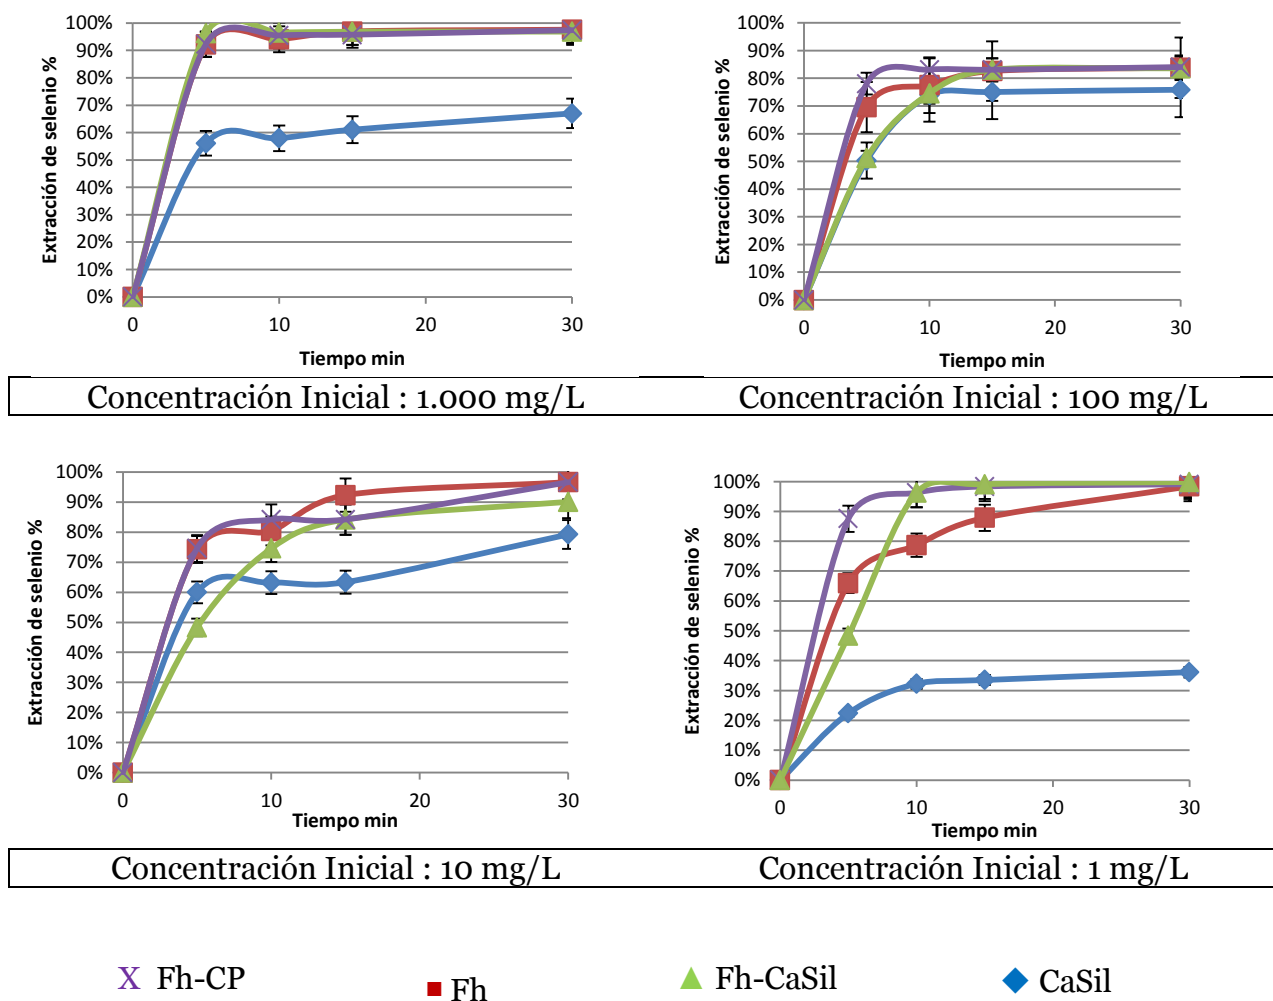 100%
90%
80%
70%
60%
50%
40%
30%
20%
10%
0%
0 10 20 30
Extracción de selenio %
Tiempo min
100%
90%
80%
70%
60%
50%
40%
30%
20%
10%
0%
0 10 20 30
Extracción de selenio %
Tiempo min
Concentración Inicial : 1.000 mg/L Concentración Inicial : 100 mg/L
100%
90%
80%
70%
60%
50%
40%
30%
20%
10%
0%
0 10 20 30
Extracción de selenio %
Tiempo min
100%
90%
80%
70%
60%
50%
40%
30%
20%
10%
0%
0 10 20 30
Extracción de selenio %
Tiempo min
Concentración Inicial : 10 mg/L Concentración Inicial : 1 mg/L
X Fh-CP Fh Fh-CaSil CaSil